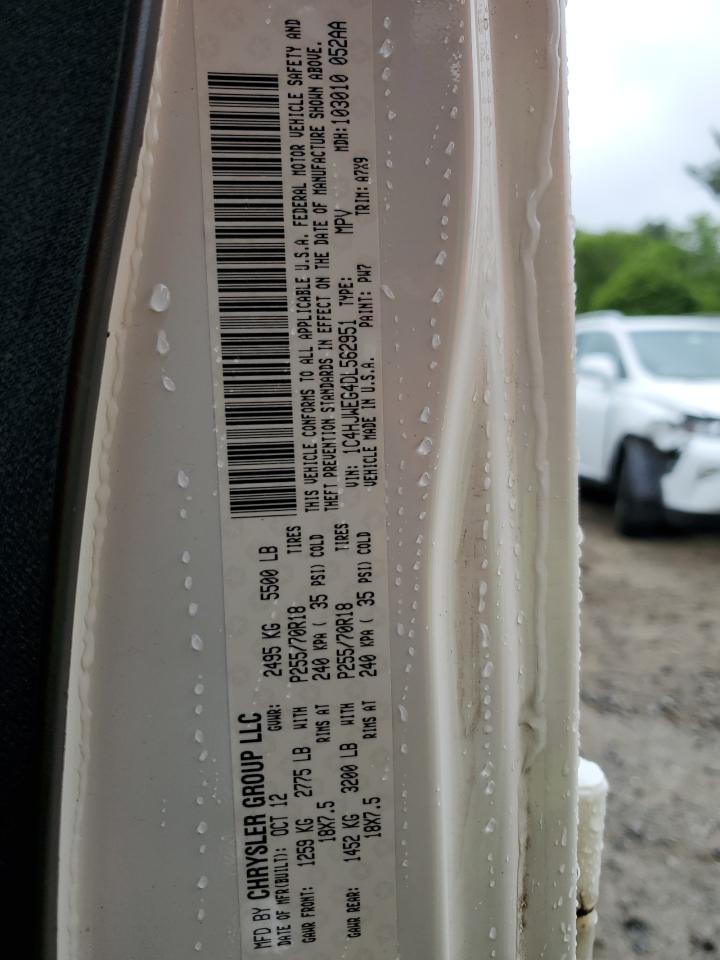 MFD BY CHRYSLER GROUP LLC
DATE OF MFR(BUILT): OCT 12 GVWR: 2495 KG 5500 LB
GAWR FRONT: 1259 KG 2775 LB WITH P255/70R18 TIRES
18X7.5 RIMS AT 240 KPA ( 35 PSI) COLD
GAWR REAR: 1452 KG 3200 LB WITH P255/70R18 TIRES
18X7.5 RIMS AT 240 KPA ( 35 PSI) COLD
THIS VEHICLE CONFORMS TO ALL APPLICABLE U.S.A. FEDERAL MOTOR VEHICLE SAFETY AND
THEFT PREVENTION STANDARDS IN EFFECT ON THE DATE OF MANUFACTURE SHOWN ABOVE.
VIN: 1C4HJWEG4DL562951 TYPE: MPV MDH:103010 052AA
VEHICLE MADE IN U.S.A. PAINT: PW7 TRIM: A7X9